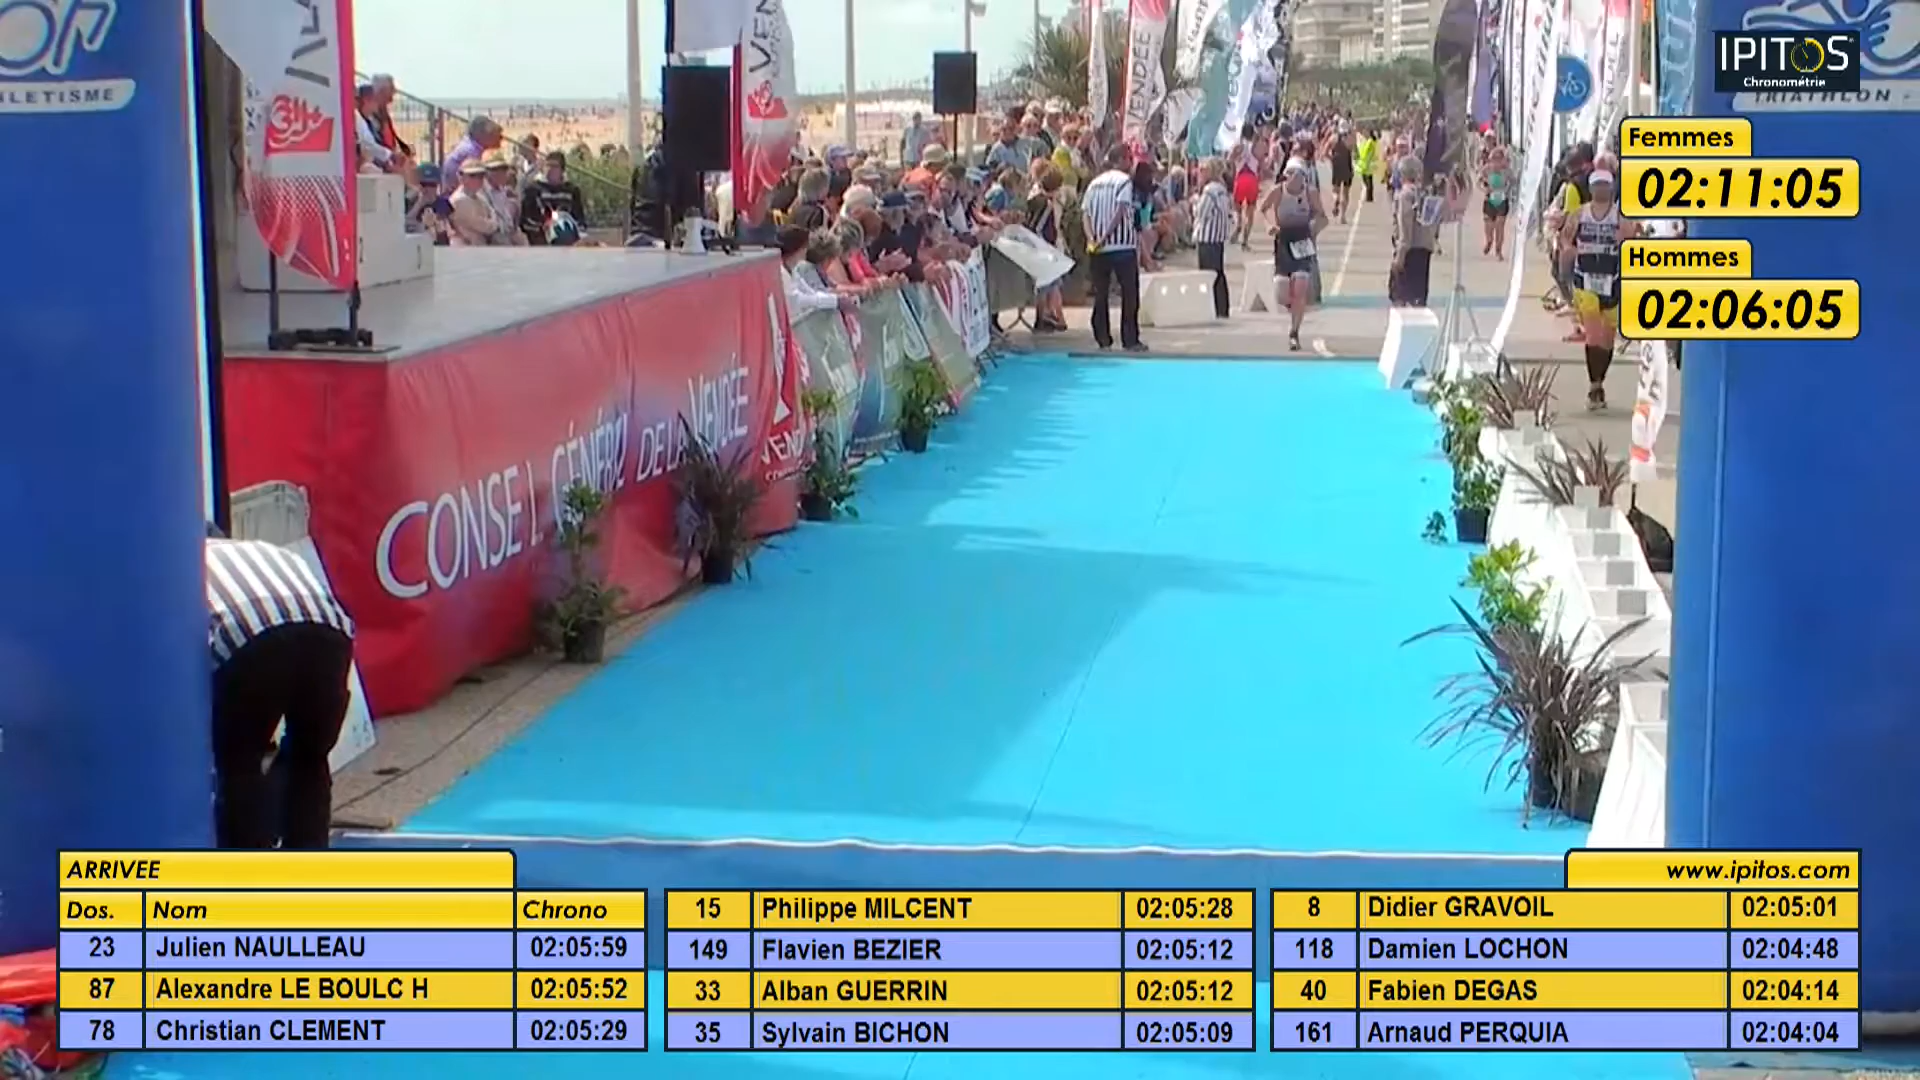 HLETISME
VENDÉE
IPITOS
Chronométrie
TRIATHLON -
Femmes
02:11:05
Hommes
02:06:05
CONSEIL GÉNÉRAL DE LA VENDÉE
ARRIVEE
www.ipitos.com
Dos. Nom Chrono
23 Julien NAULLEAU 02:05:59
87 Alexandre LE BOULC H 02:05:52
78 Christian CLEMENT 02:05:29
15 Philippe MILCENT 02:05:28
149 Flavien BEZIER 02:05:12
33 Alban GUERRIN 02:05:12
35 Sylvain BICHON 02:05:09
8 Didier GRAVOIL 02:05:01
118 Damien LOCHON 02:04:48
40 Fabien DEGAS 02:04:14
161 Arnaud PERQUIA 02:04:04